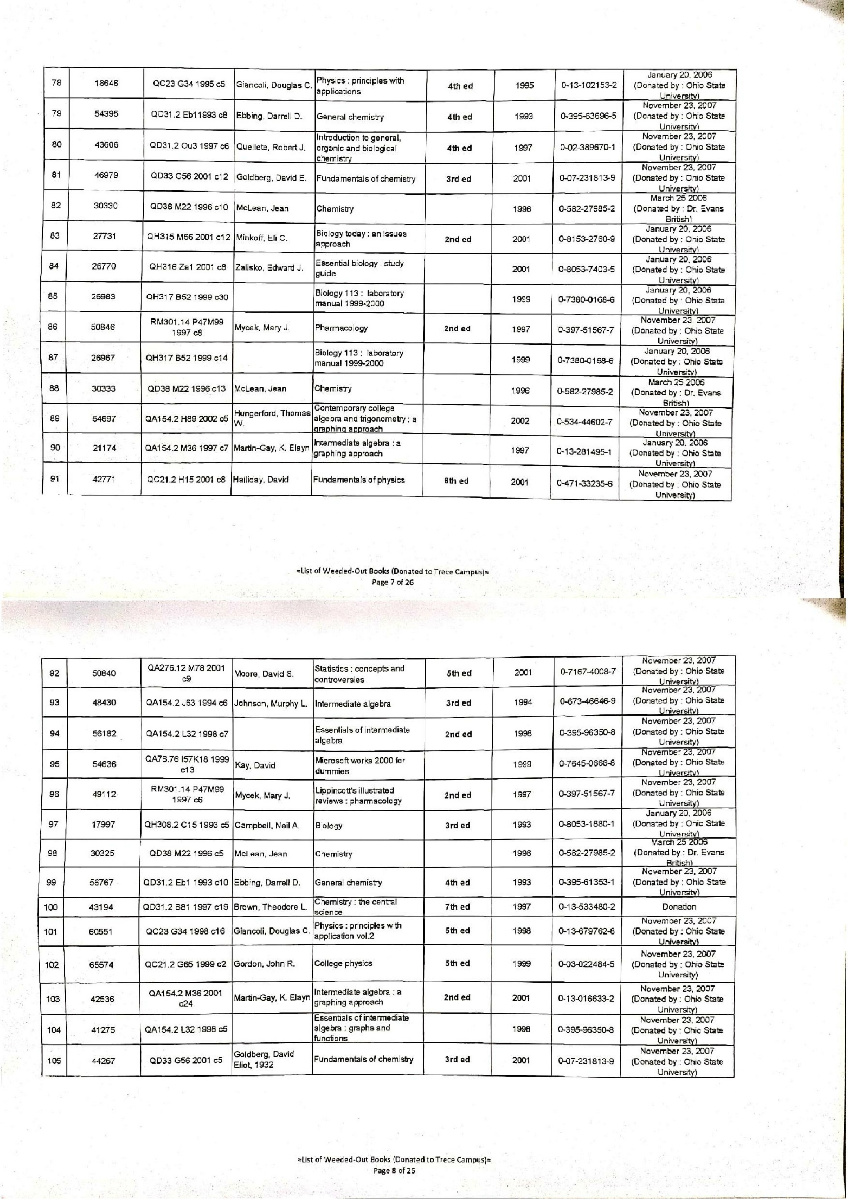 78 18646 QC23 G34 1995 c5 Giancoli, Douglas C. Physics : principles with applications 4th ed 1995 0-13-102153-2 January 20, 2006 (Donated by : Ohio State University)
79 54395 QD31.2 Eb11993 c8 Ebbing, Darrell D. General chemistry 4th ed 1993 0-395-63696-5 November 23, 2007 (Donated by : Ohio State University)
80 43606 QD31.2 Ou3 1997 c6 Ouellete, Robert J. Introduction to general, organic and biological chemistry 4th ed 1997 0-02-389570-1 November 23, 2007 (Donated by : Ohio State University)
81 46979 QD33 G56 2001 c12 Goldberg, David E. Fundamentals of chemistry 3rd ed 2001 0-07-231813-9 November 23, 2007 (Donated by : Ohio State University)
82 30330 QD38 M22 1996 c10 McLean, Jean Chemistry 1996 0-582-27985-2 March 25 2006 (Donated by : Dr. Evans British)
83 27731 QH315 M66 2001 c12 Minkoff, Eli C. Biology today : an issues approach 2nd ed 2001 0-8153-2760-9 January 20, 2006 (Donated by : Ohio State University)
84 26770 QH316 Za1 2001 c8 Zalisko, Edward J. Essential biology : study guide 2001 0-8053-7403-5 January 20, 2006 (Donated by : Ohio State University)
85 26983 QH317 B52 1999 c30 Biology 113 : laboratory manual 1999-2000 1999 0-7380-0168-6 January 20, 2006 (Donated by : Ohio State University)
86 50846 RM301.14 P47M99 1997 c8 Mycek, Mary J. Pharmacology 2nd ed 1997 0-397-51567-7 November 23, 2007 (Donated by : Ohio State University)
87 26967 QH317 B52 1999 c14 Biology 113 : laboratory manual 1999-2000 1999 0-7380-0168-6 January 20, 2006 (Donated by : Ohio State University)
88 30333 QD38 M22 1996 c13 McLean, Jean Chemistry 1996 0-582-27985-2 March 25 2006 (Donated by : Dr. Evans British)
89 54697 QA154.2 H89 2002 c5 Hungerford, Thomas W. Contemporary college algebra and trigonometry : a graphing approach 2002 0-534-44602-7 November 23, 2007 (Donated by : Ohio State University)
90 21174 QA154.2 M36 1997 c7 Martin-Gay, K. Elayn Intermediate algebra : a graphing approach 1997 0-13-281495-1 January 20, 2006 (Donated by : Ohio State University)
91 42771 QC21.2 H15 2001 c8 Halliday, David Fundamentals of physics 6th ed 2001 0-471-33235-6 November 23, 2007 (Donated by : Ohio State University)
=List of Weeded-Out Books (Donated to Trece Campus)=
Page 7 of 26
92 50840 QA276.12 M78 2001 c9 Moore, David S. Statistics : concepts and controversies 5th ed 2001 0-7167-4008-7 November 23, 2007 (Donated by : Ohio State University)
93 48430 QA154.2 J63 1994 c6 Johnson, Murphy L. Intermediate algebra 3rd ed 1994 0-673-46646-9 November 23, 2007 (Donated by : Ohio State University)
94 56182 QA154.2 L32 1998 c7 Essentials of intermediate algebra 2nd ed 1998 0-395-96350-8 November 23, 2007 (Donated by : Ohio State University)
95 54636 QA76.76 I57K18 1999 c13 Kay, David Microsoft works 2000 for dummies 1999 0-7645-0666-8 November 23, 2007 (Donated by : Ohio State University)
96 49112 RM301.14 P47M99 1997 c6 Mycek, Mary J. Lippincott's illustrated reviews : pharmacology 2nd ed 1997 0-397-51567-7 November 23, 2007 (Donated by : Ohio State University)
97 17997 QH308.2 C15 1993 c5 Campbell, Neil A. Biology 3rd ed 1993 0-8053-1880-1 January 20, 2006 (Donated by : Ohio State University)
98 30325 QD38 M22 1996 c5 McLean, Jean Chemistry 1996 0-582-27985-2 March 25 2006 (Donated by : Dr. Evans British)
99 56767 QD31.2 Eb1 1993 c10 Ebbing, Darrell D. General chemistry 4th ed 1993 0-395-61353-1 November 23, 2007 (Donated by : Ohio State University)
100 43194 QD31.2 B81 1997 c19 Brown, Theodore L. Chemistry : the central science 7th ed 1997 0-13-533480-2 Donation
101 60551 QC23 G34 1998 c16 Giancoli, Douglas C. Physics : principles with application vol.2 5th ed 1998 0-13-679762-8 November 23, 2007 (Donated by : Ohio State University)
102 65574 QC21.2 G65 1999 c2 Gordon, John R. College physics 5th ed 1999 0-03-022484-5 November 23, 2007 (Donated by : Ohio State University)
103 42536 QA154.2 M36 2001 c24 Martin-Gay, K. Elayn Intermediate algebra : a graphing approach 2nd ed 2001 0-13-016633-2 November 23, 2007 (Donated by : Ohio State University)
104 41275 QA154.2 L32 1998 c5 Essentials of intermediate algebra : graphs and functions 1998 0-395-96350-8 November 23, 2007 (Donated by : Ohio State University)
105 44267 QD33 G56 2001 c5 Goldberg, David Eliot, 1932 Fundamentals of chemistry 3rd ed 2001 0-07-231813-9 November 23, 2007 (Donated by : Ohio State University)
=List of Weeded-Out Books (Donated to Trece Campus)=
Page 8 of 26